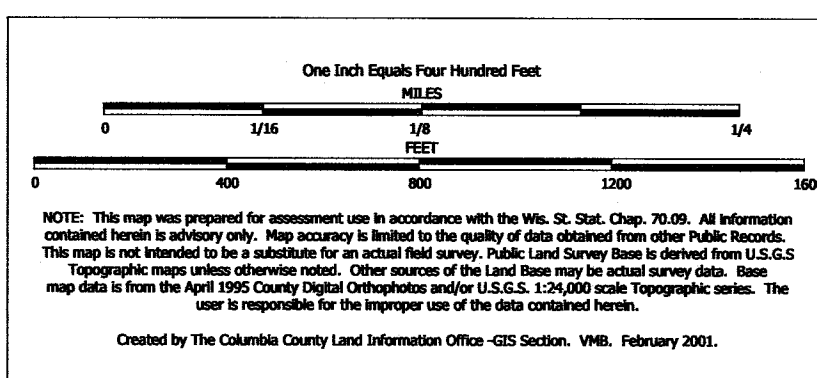 One Inch Equals Four Hundred Feet
MILES
0 1/16 1/8 1/4
FEET
0 400 800 1200 160
NOTE: This map was prepared for assessment use in accordance with the Wis. St. Stat. Chap. 70.09. All information
contained herein is advisory only. Map accuracy is limited to the quality of data obtained from other Public Records.
This map is not intended to be a substitute for an actual field survey. Public Land Survey Base is derived from U.S.G.S
Topographic maps unless otherwise noted. Other sources of the Land Base may be actual survey data. Base
map data is from the April 1995 County Digital Orthophotos and/or U.S.G.S. 1:24,000 scale Topographic series. The
user is responsible for the improper use of the data contained herein.
Created by The Columbia County Land Information Office -GIS Section. VMB. February 2001.